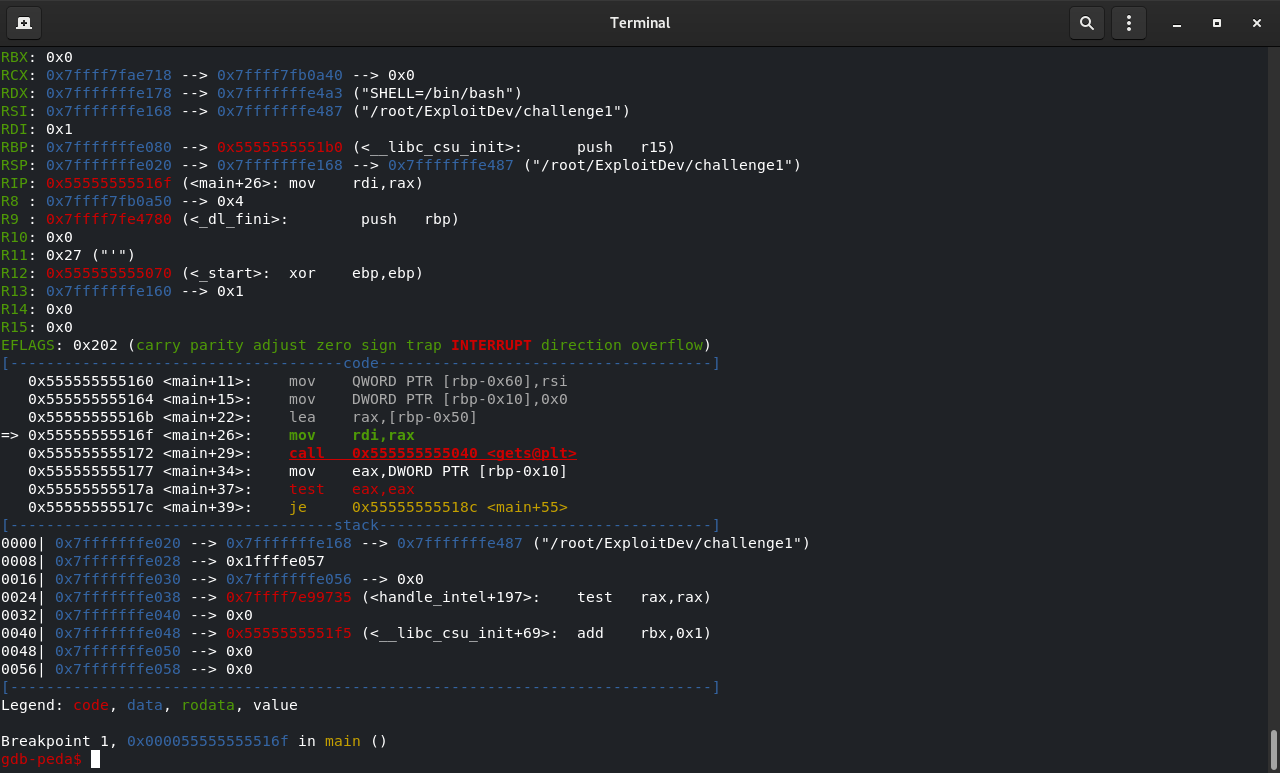 Terminal
RBX: 0x0
RCX: 0x7ffff7fae718 --> 0x7ffff7fb0a40 --> 0x0
RDX: 0x7fffffffe178 --> 0x7fffffffe4a3 ("SHELL=/bin/bash")
RSI: 0x7fffffffe168 --> 0x7fffffffe487 ("/root/ExploitDev/challenge1")
RDI: 0x1
RBP: 0x7fffffffe080 --> 0x5555555551b0 (<__libc_csu_init>:      push   r15)
RSP: 0x7fffffffe020 --> 0x7fffffffe168 --> 0x7fffffffe487 ("/root/ExploitDev/challenge1")
RIP: 0x55555555516f (<main+26>: mov    rdi,rax)
R8 : 0x7ffff7fb0a50 --> 0x4
R9 : 0x7ffff7fe4780 (<_dl_fini>:        push   rbp)
R10: 0x0
R11: 0x27 ("'")
R12: 0x555555555070 (<_start>:  xor    ebp,ebp)
R13: 0x7fffffffe160 --> 0x1
R14: 0x0
R15: 0x0
EFLAGS: 0x202 (carry parity adjust zero sign trap INTERRUPT direction overflow)
[-------------------------------------code-------------------------------------]
   0x555555555160 <main+11>:    mov    QWORD PTR [rbp-0x60],rsi
   0x555555555164 <main+15>:    mov    DWORD PTR [rbp-0x10],0x0
   0x55555555516b <main+22>:    lea    rax,[rbp-0x50]
=> 0x55555555516f <main+26>:    mov    rdi,rax
   0x555555555172 <main+29>:    call   0x555555555040 <gets@plt>
   0x555555555177 <main+34>:    mov    eax,DWORD PTR [rbp-0x10]
   0x55555555517a <main+37>:    test   eax,eax
   0x55555555517c <main+39>:    je     0x55555555518c <main+55>
[------------------------------------stack-------------------------------------]
0000| 0x7fffffffe020 --> 0x7fffffffe168 --> 0x7fffffffe487 ("/root/ExploitDev/challenge1")
0008| 0x7fffffffe028 --> 0x1ffffe057
0016| 0x7fffffffe030 --> 0x7fffffffe056 --> 0x0
0024| 0x7fffffffe038 --> 0x7ffff7e99735 (<handle_intel+197>:    test   rax,rax)
0032| 0x7fffffffe040 --> 0x0
0040| 0x7fffffffe048 --> 0x5555555551f5 (<__libc_csu_init+69>:  add    rbx,0x1)
0048| 0x7fffffffe050 --> 0x0
0056| 0x7fffffffe058 --> 0x0
[------------------------------------------------------------------------------]
Legend: code, data, rodata, value
Breakpoint 1, 0x000055555555516f in main ()
gdb-peda$